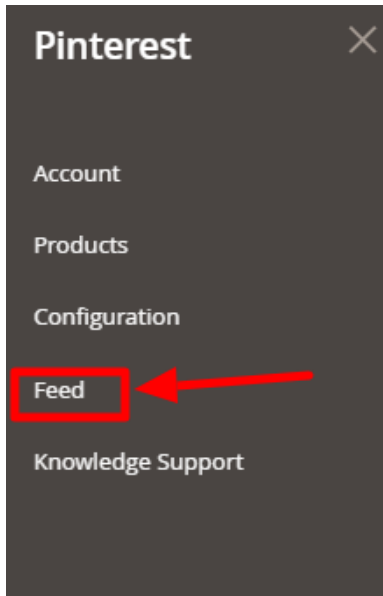 Pinterest
Account
Products
Configuration
Feed
Knowledge Support